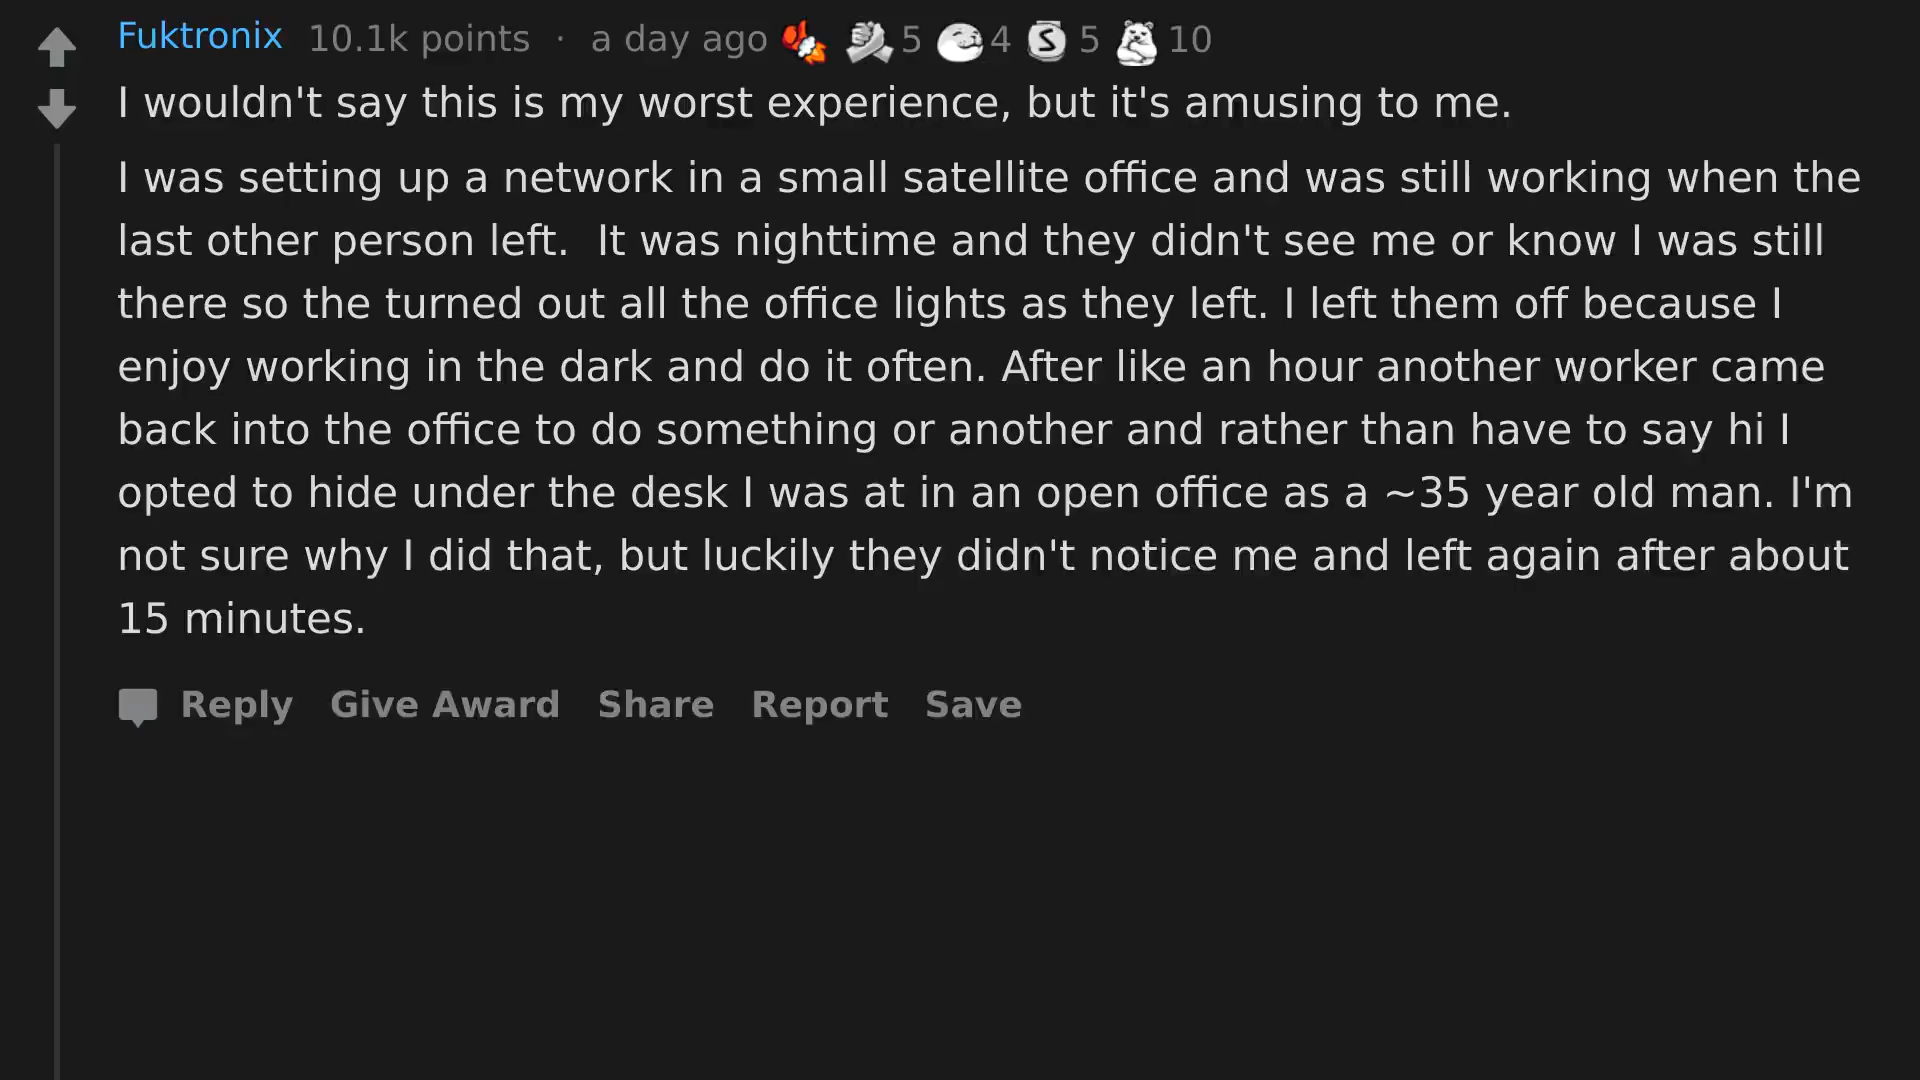 Fuktronix 10.1k points · a day ago 5 4 S 5 10
I wouldn't say this is my worst experience, but it's amusing to me.
I was setting up a network in a small satellite office and was still working when the
last other person left.  It was nighttime and they didn't see me or know I was still
there so the turned out all the office lights as they left. I left them off because I
enjoy working in the dark and do it often. After like an hour another worker came
back into the office to do something or another and rather than have to say hi I
opted to hide under the desk I was at in an open office as a ~35 year old man. I'm
not sure why I did that, but luckily they didn't notice me and left again after about
15 minutes.
Reply Give Award Share Report Save